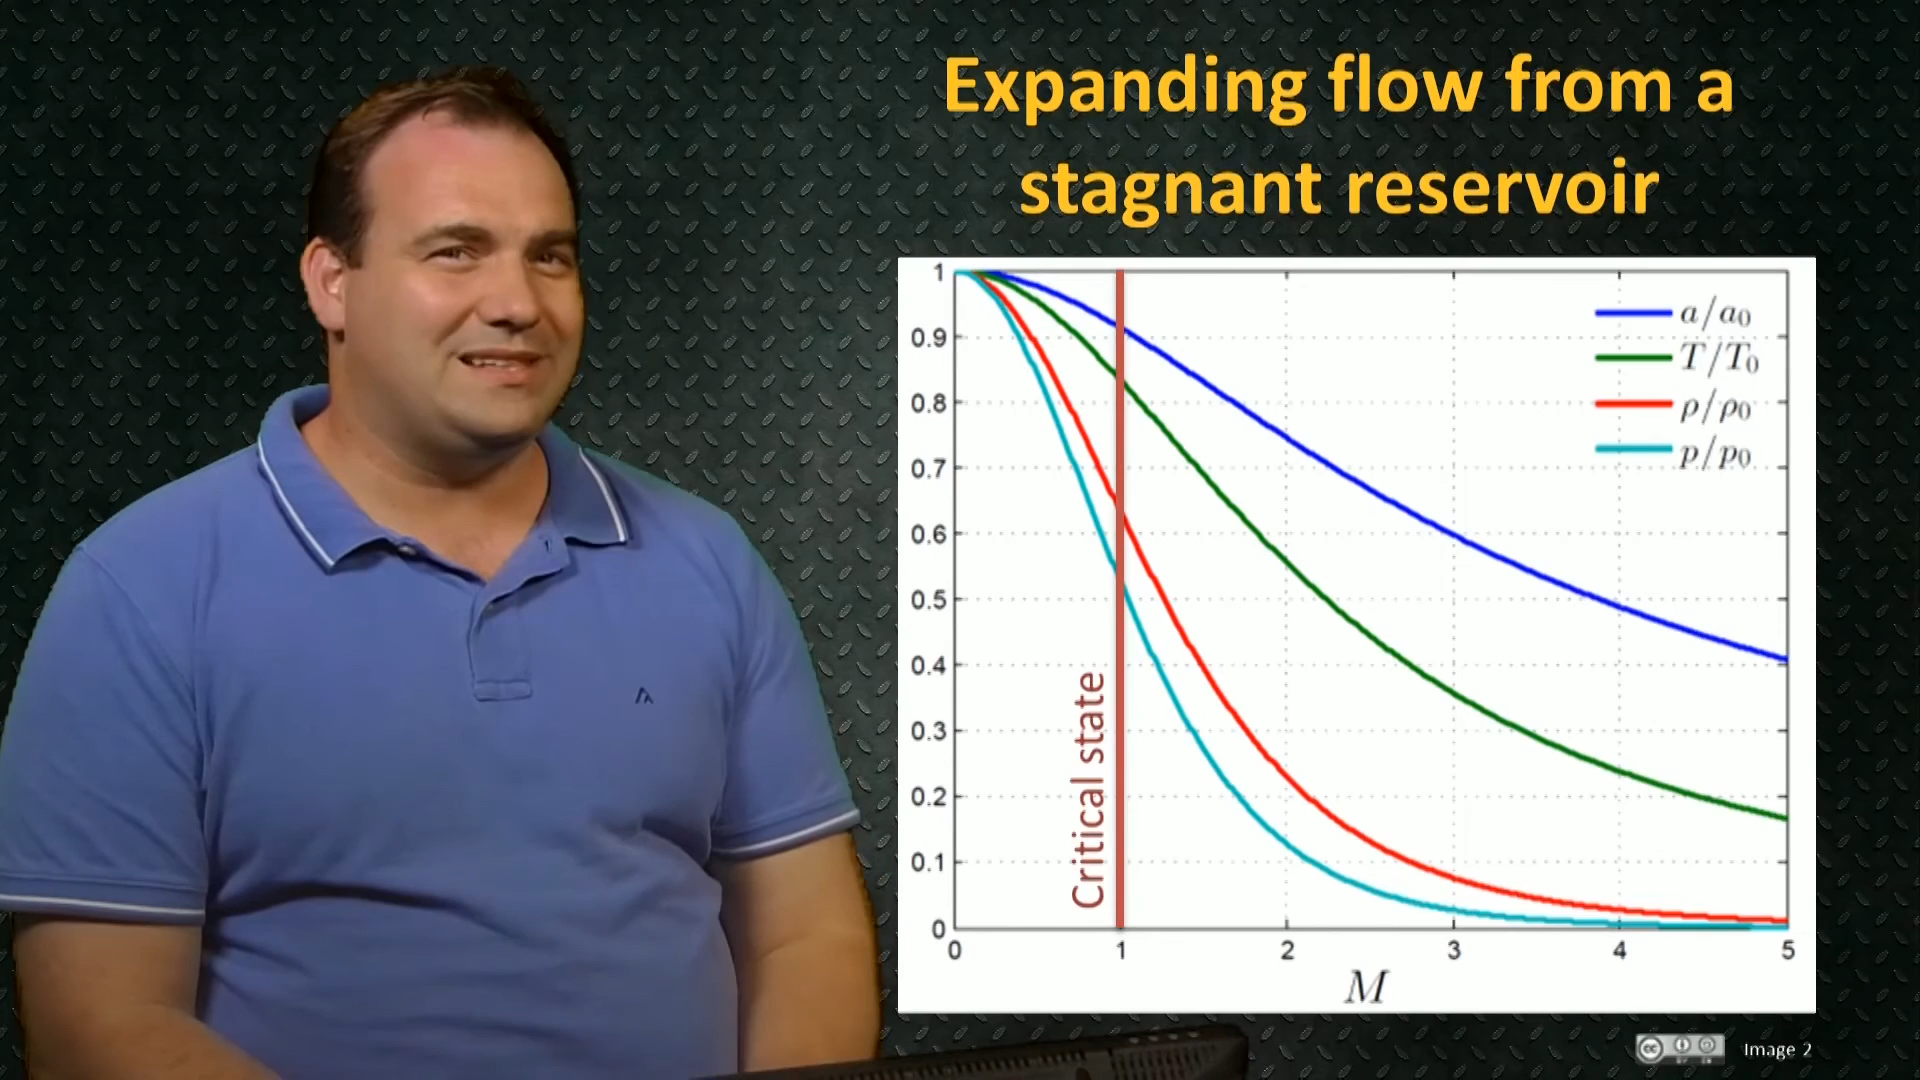 Expanding flow from a
stagnant reservoir
1
0.9
0.8
0.7
0.6
0.5
0.4
0.3
0.2
0.1
0
0 1 2 3 4 5
M
a/a₀
T/T₀
ρ/ρ₀
p/p₀
Critical state
Image 2